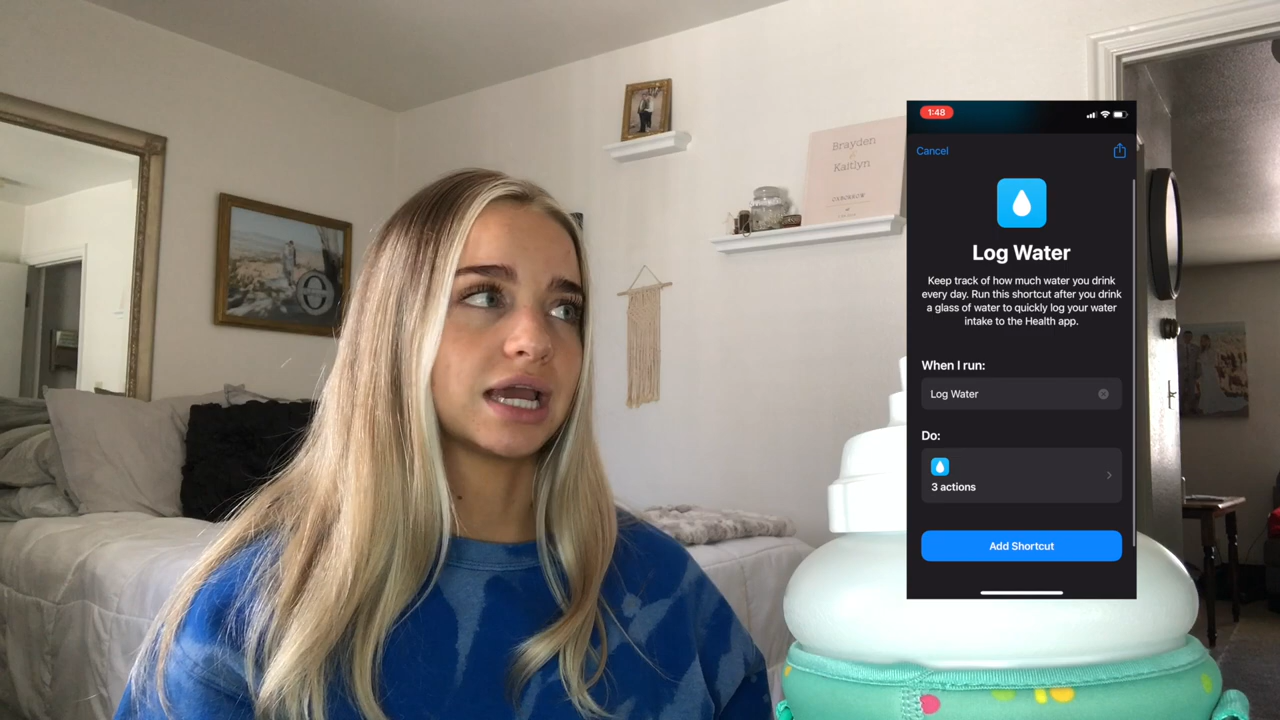 Brayden
Kaitlyn
1:48
Cancel
Log Water
Keep track of how much water you drink
every day. Run this shortcut after you drink
a glass of water to quickly log your water
intake to the Health app.
When I run:
Log Water
Do:
3 actions
Add Shortcut